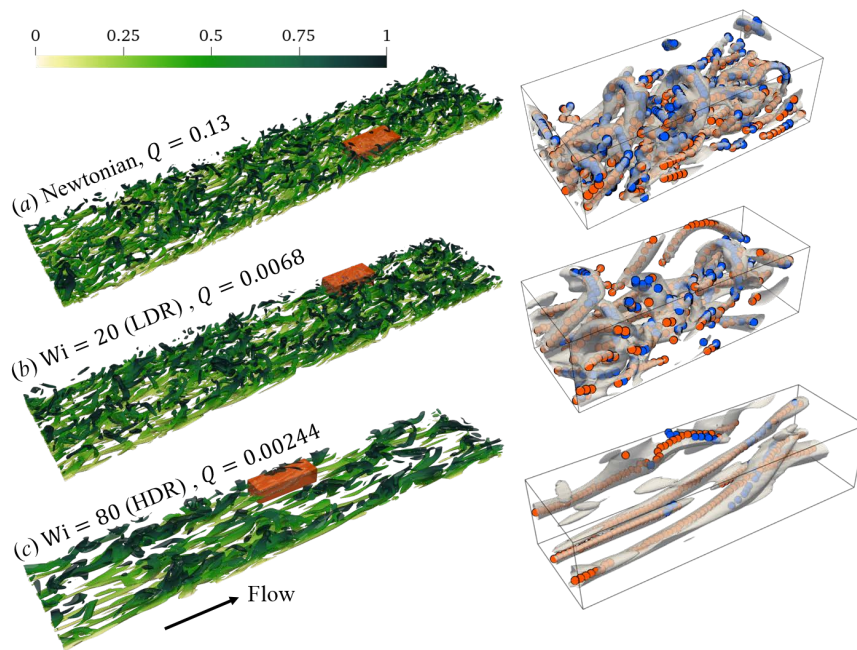 0 0.25 0.5 0.75 1
(a) Newtonian, Q = 0.13
(b) Wi = 20 (LDR) , Q = 0.0068
(c) Wi = 80 (HDR) , Q = 0.00244
Flow